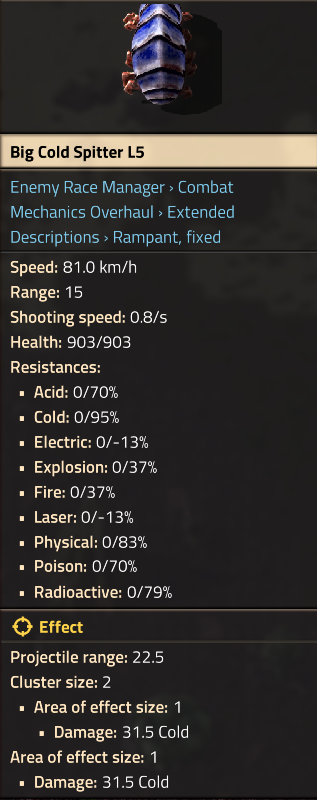 Big Cold Spitter L5
Enemy Race Manager › Combat
Mechanics Overhaul › Extended
Descriptions › Rampant, fixed
Speed: 81.0 km/h
Range: 15
Shooting speed: 0.8/s
Health: 903/903
Resistances:
▪ Acid: 0/70%
▪ Cold: 0/95%
▪ Electric: 0/-13%
▪ Explosion: 0/37%
▪ Fire: 0/37%
▪ Laser: 0/-13%
▪ Physical: 0/83%
▪ Poison: 0/70%
▪ Radioactive: 0/79%
Effect
Projectile range: 22.5
Cluster size: 2
▪ Area of effect size: 1
▪ Damage: 31.5 Cold
Area of effect size: 1
▪ Damage: 31.5 Cold